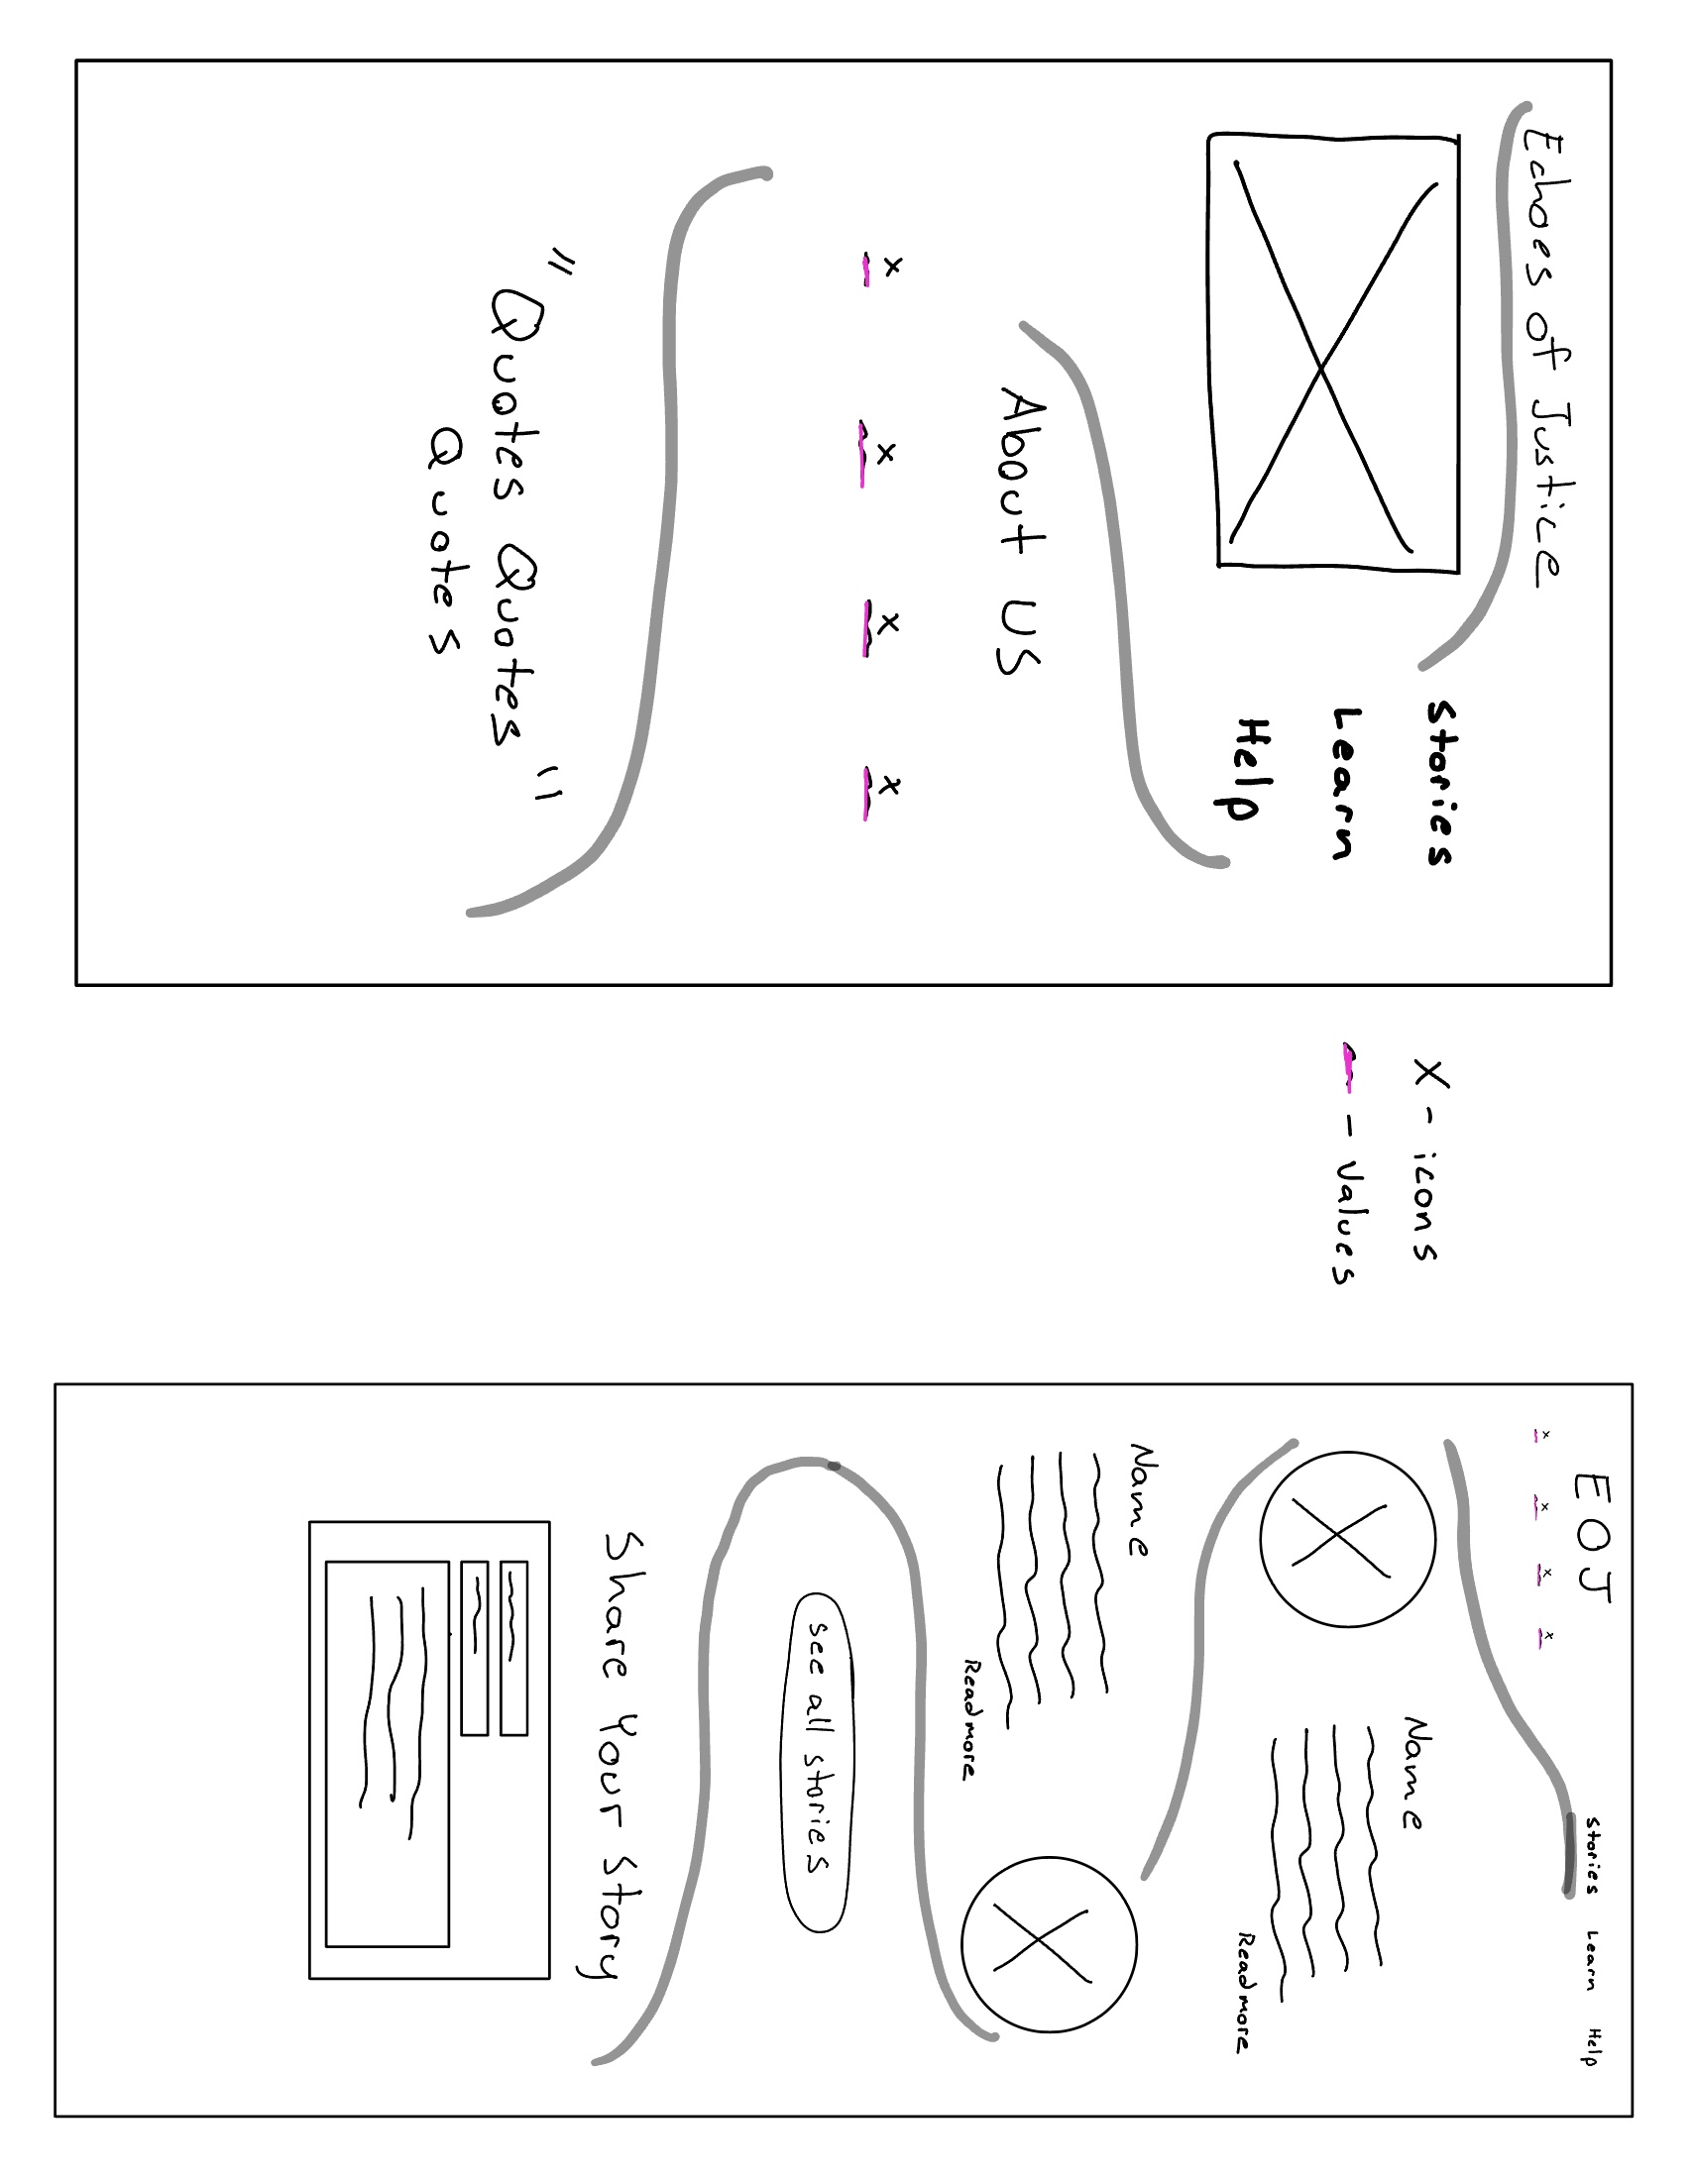 Echoes of Justice
Stories
Learn
Help
About US
x x x x
"Quotes Quotes"
Quotes
X - icons
- Values
EOJ
Stories Learn Help
x x x x
Name
Read more
Name
Read more
see all stories
Share Your Story